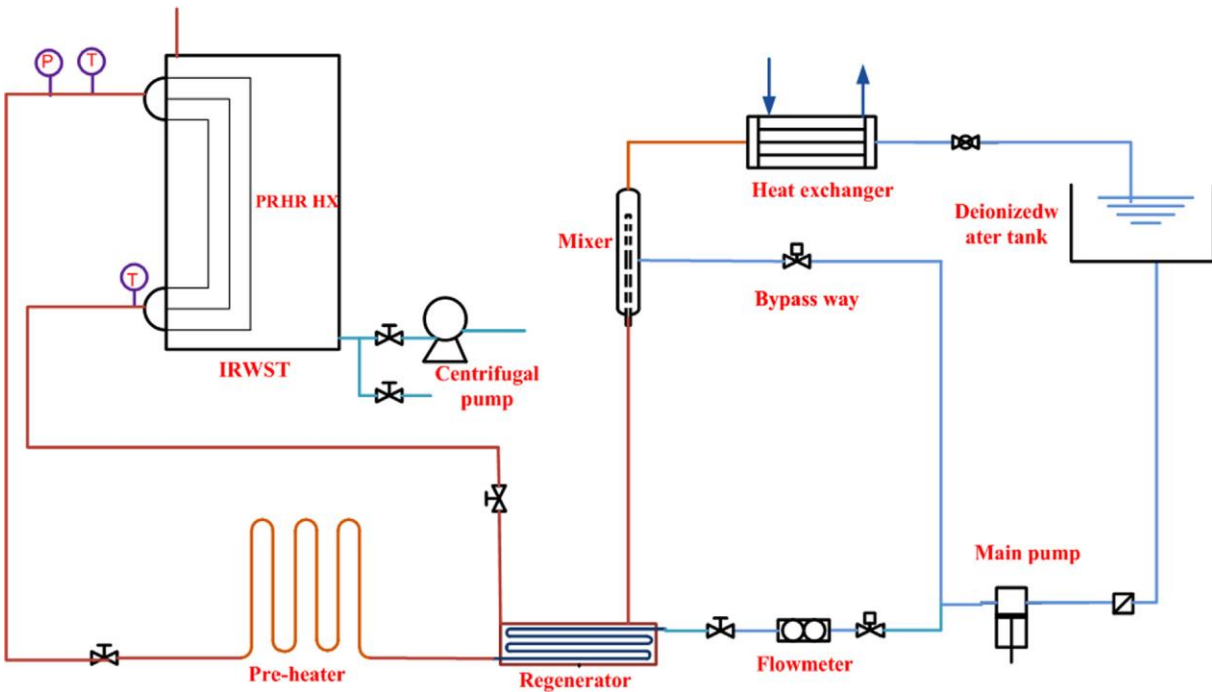 P
T
PRHR HX
T
IRWST
Centrifugal
pump
Mixer
Heat exchanger
Bypass way
Deionizedw
ater tank
Main pump
Pre-heater
Regenerator
Flowmeter